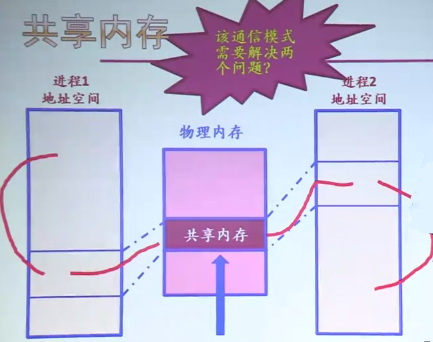 共享内存
该通信模式
需要解决两
个问题?
进程1
地址空间
进程2
地址空间
物理内存
共享内存